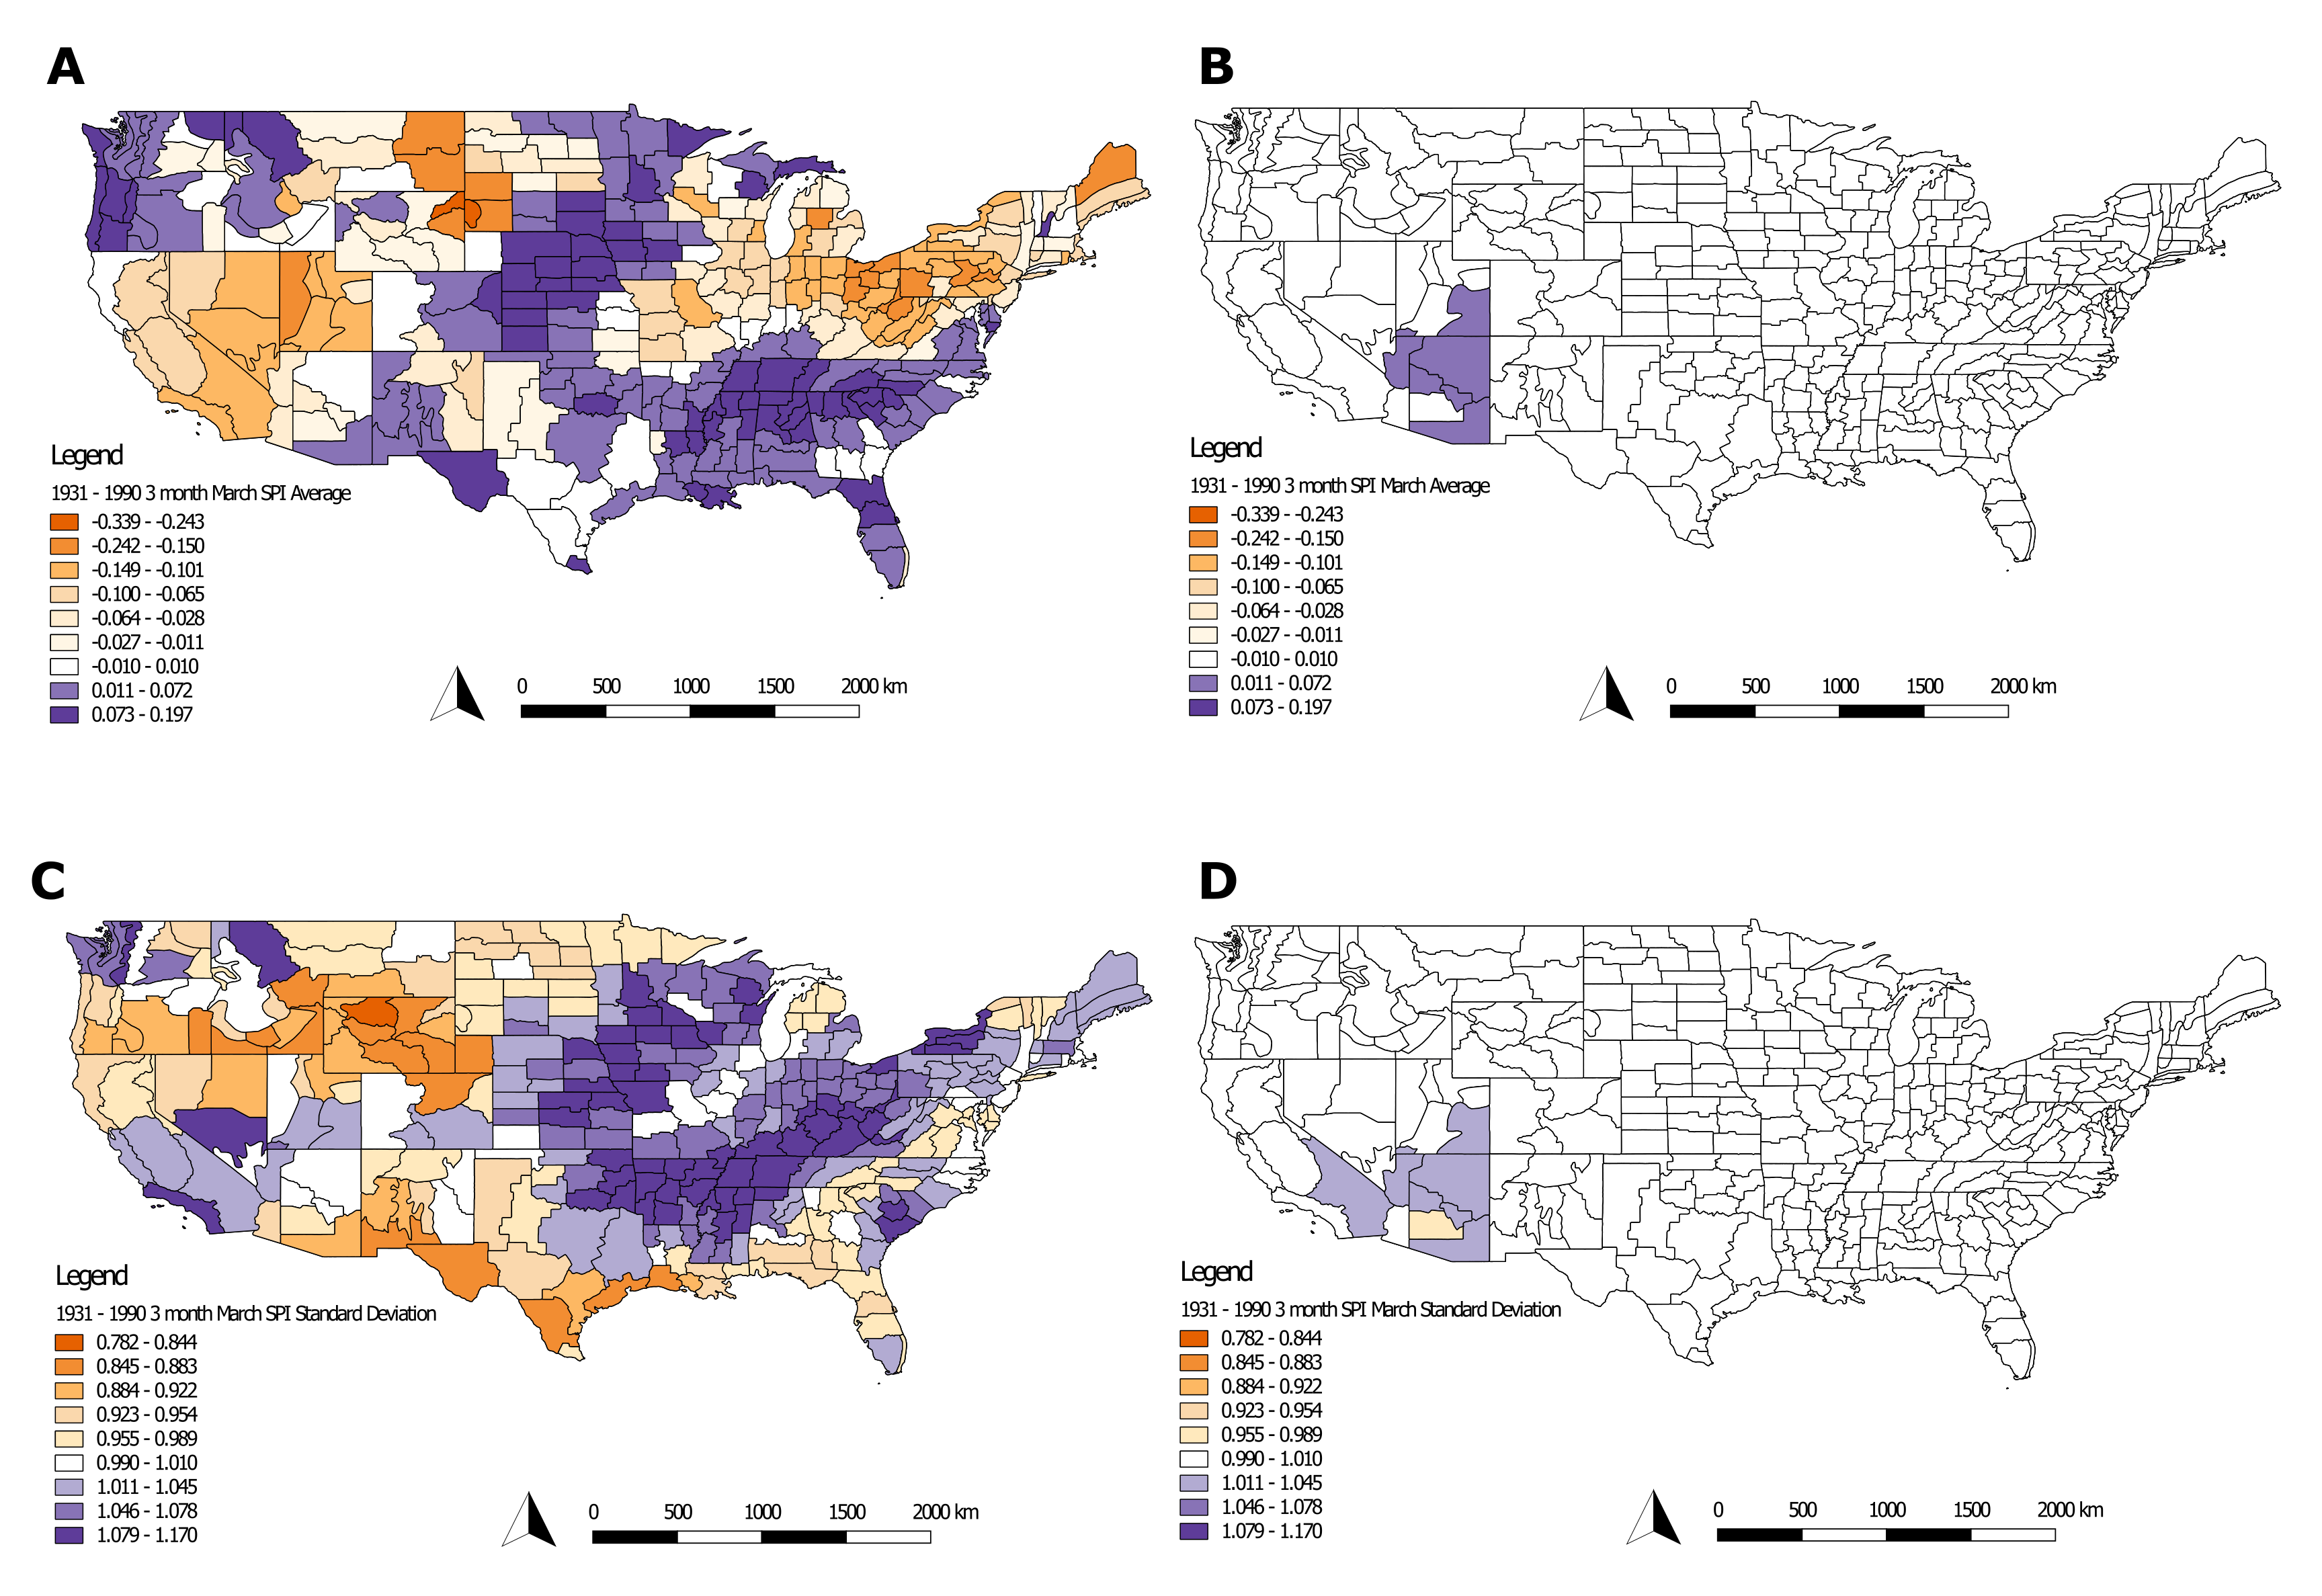 A
Legend
1931 - 1990 3 month March SPI Average
-0.339 - -0.243
-0.242 - -0.150
-0.149 - -0.101
-0.100 - -0.065
-0.064 - -0.028
-0.027 - -0.011
-0.010 - 0.010
0.011 - 0.072
0.073 - 0.197
0 500 1000 1500 2000 km
B
Legend
1931 - 1990 3 month SPI March Average
-0.339 - -0.243
-0.242 - -0.150
-0.149 - -0.101
-0.100 - -0.065
-0.064 - -0.028
-0.027 - -0.011
-0.010 - 0.010
0.011 - 0.072
0.073 - 0.197
0 500 1000 1500 2000 km
C
Legend
1931 - 1990 3 month March SPI Standard Deviation
0.782 - 0.844
0.845 - 0.883
0.884 - 0.922
0.923 - 0.954
0.955 - 0.989
0.990 - 1.010
1.011 - 1.045
1.046 - 1.078
1.079 - 1.170
0 500 1000 1500 2000 km
D
Legend
1931 - 1990 3 month SPI March Standard Deviation
0.782 - 0.844
0.845 - 0.883
0.884 - 0.922
0.923 - 0.954
0.955 - 0.989
0.990 - 1.010
1.011 - 1.045
1.046 - 1.078
1.079 - 1.170
0 500 1000 1500 2000 km